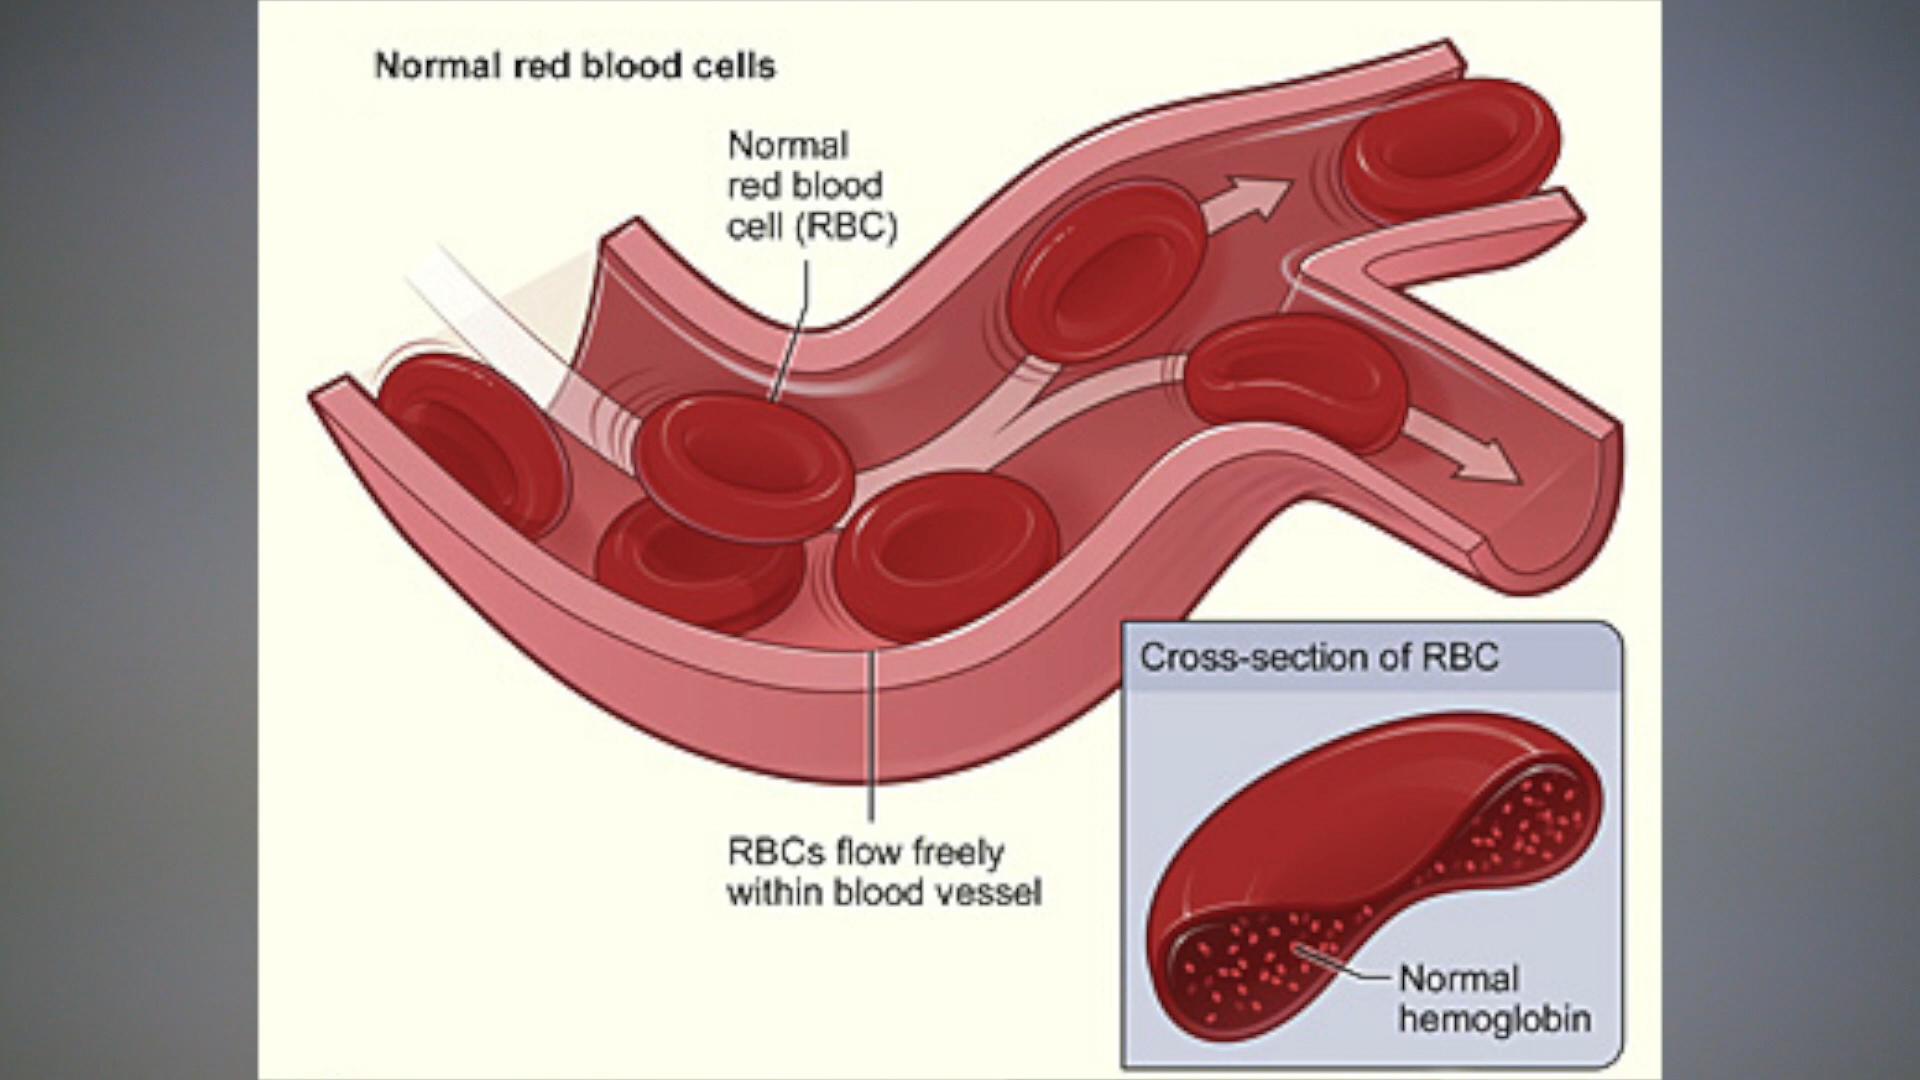 Normal red blood cells
Normal
red blood
cell (RBC)
RBCs flow freely
within blood vessel
Cross-section of RBC
Normal
hemoglobin